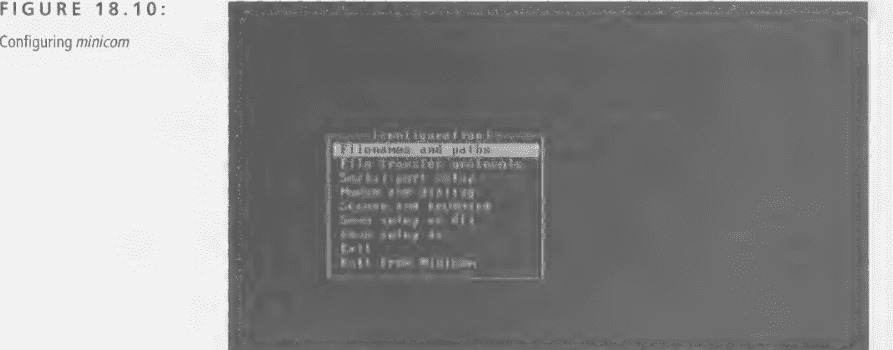 FIGURE 18.10:
Configuring minicom
[configuration]
Filenames and paths
File transfer protocols
Serial port setup
Modem and dialing
Screen and keyboard
Save setup as dfl
Save setup as..
Exit
Exit from Minicom